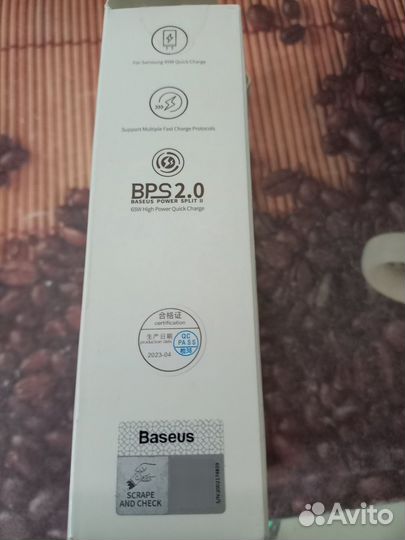 For Samsung 45W Quick Charge
Support Multiple Fast Charge Protocols
BPS2.0
BASEUS POWER SPLIT II
65W High Power Quick Charge
合格证
certification
生产日期
production date
2023-04
QC
PASS
Baseus
SCRAPE
AND CHECK
Avito